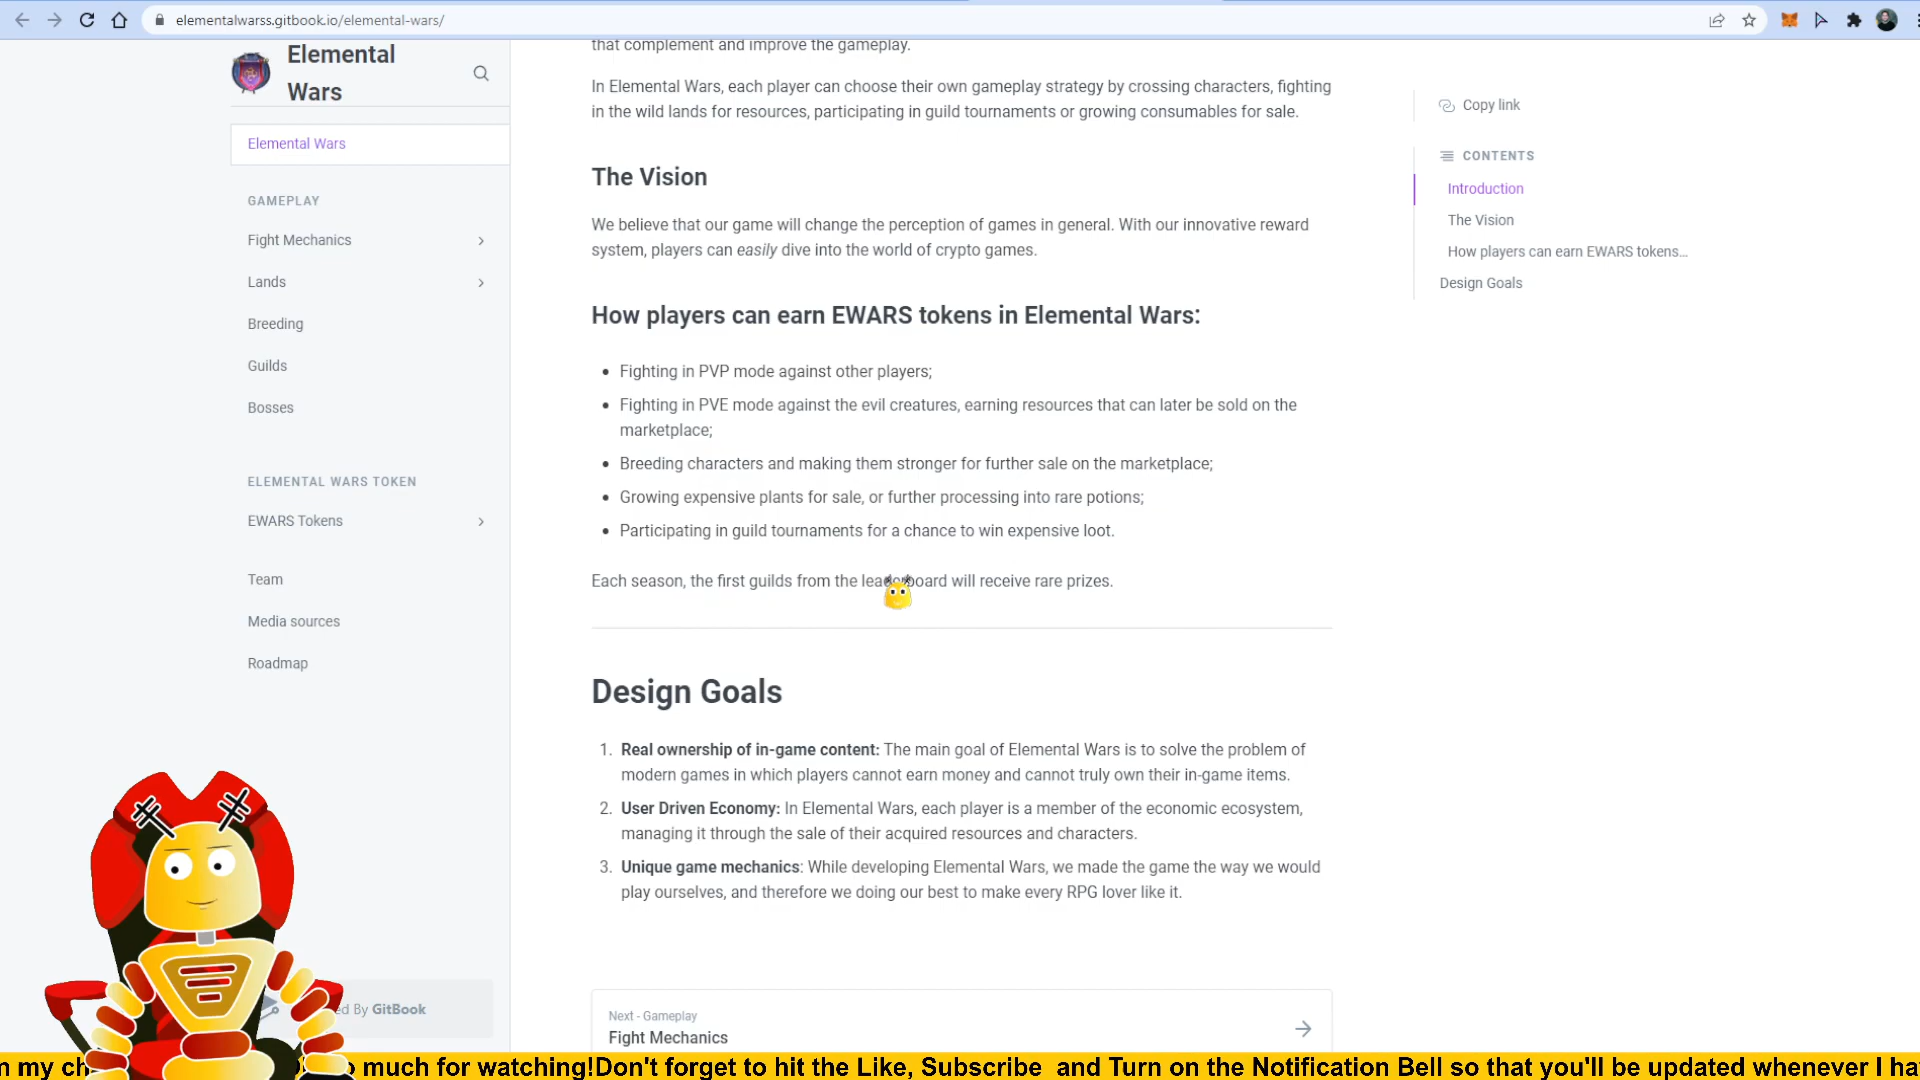 elementalwarss.gitbook.io/elemental-wars/
Elemental
Wars
Elemental Wars
GAMEPLAY
Fight Mechanics
Lands
Breeding
Guilds
Bosses
ELEMENTAL WARS TOKEN
EWARS Tokens
Team
Media sources
Roadmap
ed By GitBook
that complement and improve the gameplay.
In Elemental Wars, each player can choose their own gameplay strategy by crossing characters, fighting
in the wild lands for resources, participating in guild tournaments or growing consumables for sale.
The Vision
We believe that our game will change the perception of games in general. With our innovative reward
system, players can easily dive into the world of crypto games.
How players can earn EWARS tokens in Elemental Wars:
• Fighting in PVP mode against other players;
• Fighting in PVE mode against the evil creatures, earning resources that can later be sold on the
marketplace;
• Breeding characters and making them stronger for further sale on the marketplace;
• Growing expensive plants for sale, or further processing into rare potions;
• Participating in guild tournaments for a chance to win expensive loot.
Each season, the first guilds from the leaderboard will receive rare prizes.
Design Goals
1. Real ownership of in-game content: The main goal of Elemental Wars is to solve the problem of
modern games in which players cannot earn money and cannot truly own their in-game items.
2. User Driven Economy: In Elemental Wars, each player is a member of the economic ecosystem,
managing it through the sale of their acquired resources and characters.
3. Unique game mechanics: While developing Elemental Wars, we made the game the way we would
play ourselves, and therefore we doing our best to make every RPG lover like it.
Next - Gameplay
Fight Mechanics
Copy link
CONTENTS
Introduction
The Vision
How players can earn EWARS tokens…
Design Goals
my ch much for watching!Don't forget to hit the Like, Subscribe and Turn on the Notification Bell so that you'll be updated whenever I ha